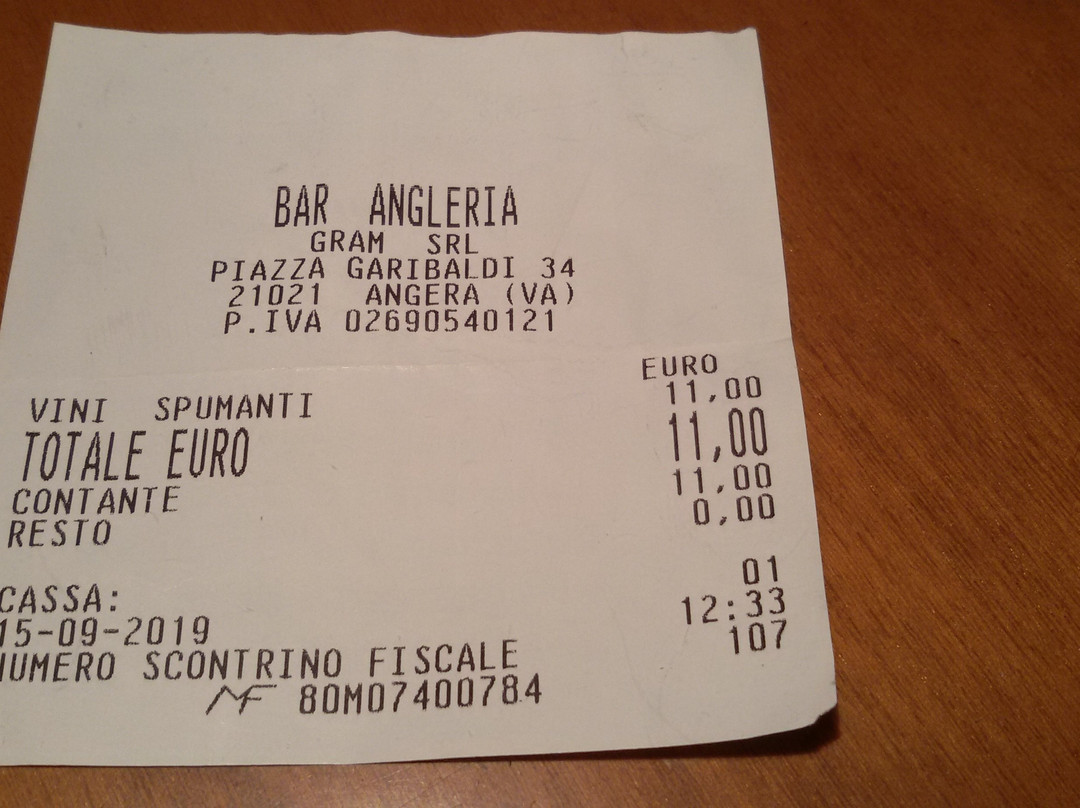 BAR ANGLERIA
GRAM SRL
PIAZZA GARIBALDI 34
21021 ANGERA (VA)
P.IVA 02690540121
EURO
VINI SPUMANTI 11,00
TOTALE EURO 11,00
CONTANTE 11,00
RESTO 0,00
CASSA: 01
15-09-2019 12:33
NUMERO SCONTRINO FISCALE 107
MF 80M07400784